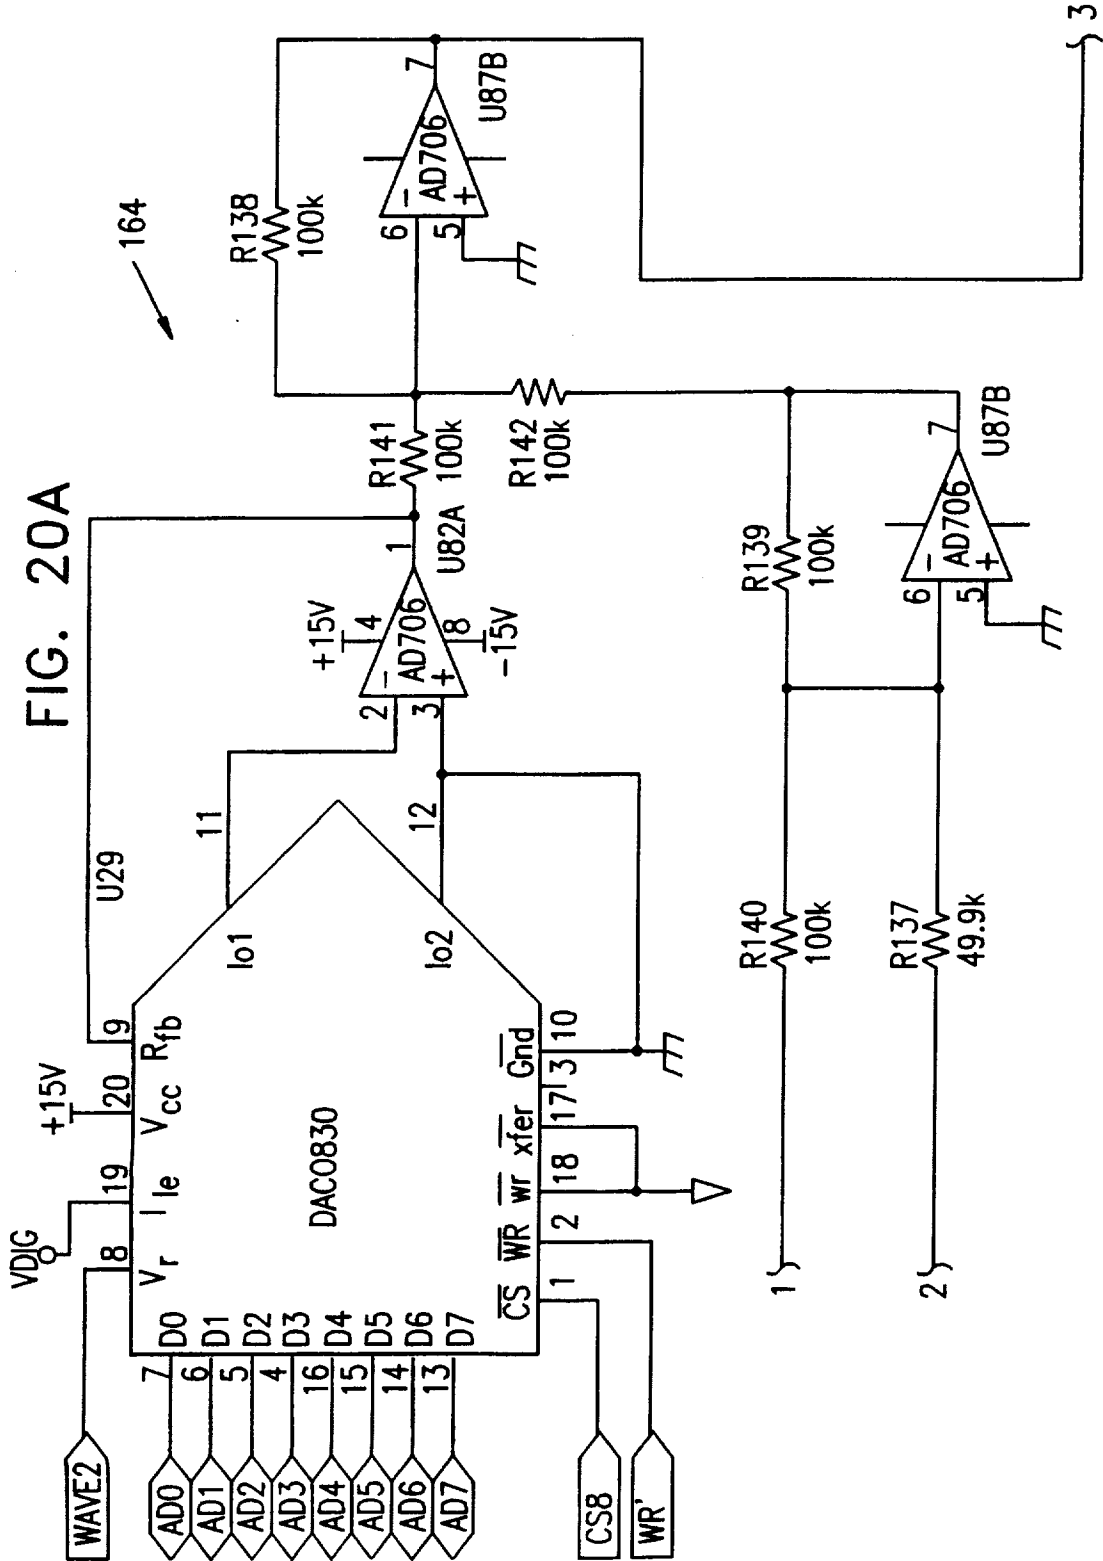 FIG. 20A
164
WAVE2
VDIG
+15V
8
19
20
9
U29
Vr
Ile
Vcc
Rfb
AD0
7
D0
AD1
6
D1
AD2
5
D2
AD3
4
D3
AD4
16
D4
AD5
15
D5
AD6
14
D6
AD7
13
D7
DAC0830
Io1
11
Io2
12
CS
WR
wr
xfer
Gnd
1
2
18
17
3
10
CS8
WR'
+15V
4
2
−
AD706
3
+
8
−15V
1
U82A
R141
100k
R138
100k
6
−
AD706
5
+
7
U87B
R142
100k
1
R140
100k
R139
100k
2
R137
49.9k
6
−
AD706
5
+
7
U87B
3